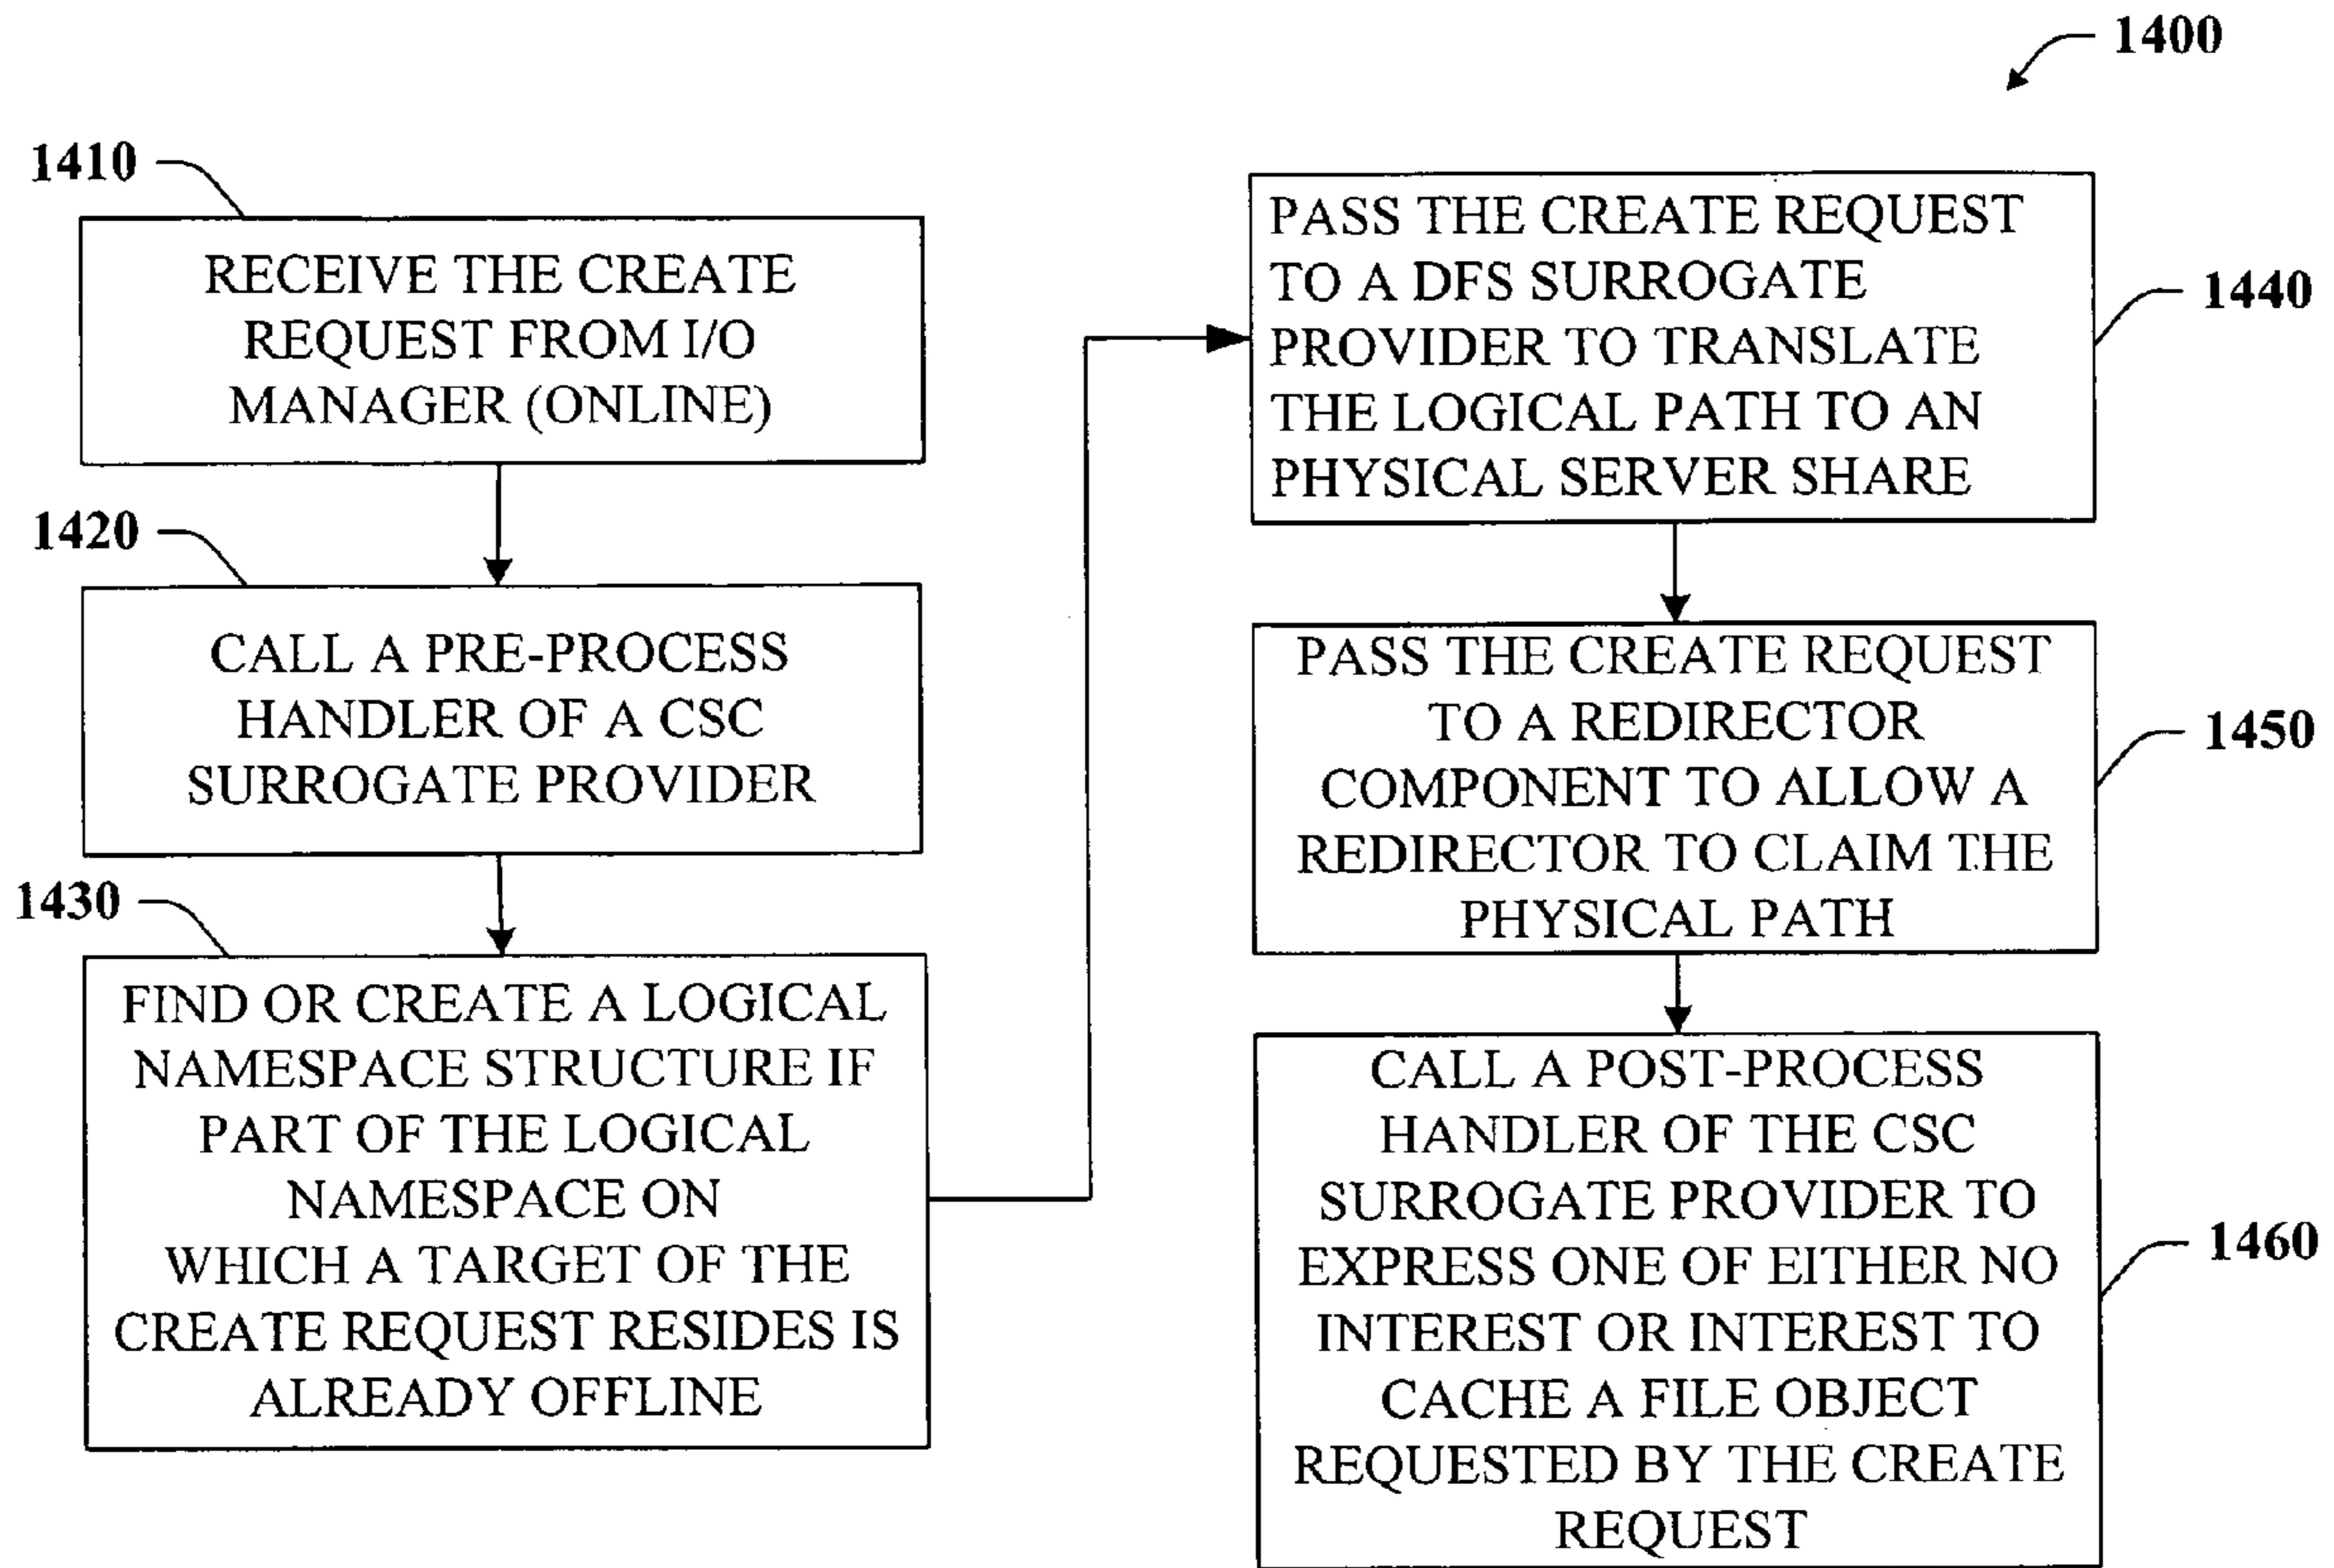 1400
1410
RECEIVE THE CREATE
REQUEST FROM I/O
MANAGER (ONLINE)
1420
CALL A PRE-PROCESS
HANDLER OF A CSC
SURROGATE PROVIDER
1430
FIND OR CREATE A LOGICAL
NAMESPACE STRUCTURE IF
PART OF THE LOGICAL
NAMESPACE ON
WHICH A TARGET OF THE
CREATE REQUEST RESIDES IS
ALREADY OFFLINE
PASS THE CREATE REQUEST
TO A DFS SURROGATE
PROVIDER TO TRANSLATE
THE LOGICAL PATH TO AN
PHYSICAL SERVER SHARE
1440
PASS THE CREATE REQUEST
TO A REDIRECTOR
COMPONENT TO ALLOW A
REDIRECTOR TO CLAIM THE
PHYSICAL PATH
1450
CALL A POST-PROCESS
HANDLER OF THE CSC
SURROGATE PROVIDER TO
EXPRESS ONE OF EITHER NO
INTEREST OR INTEREST TO
CACHE A FILE OBJECT
REQUESTED BY THE CREATE
REQUEST
1460